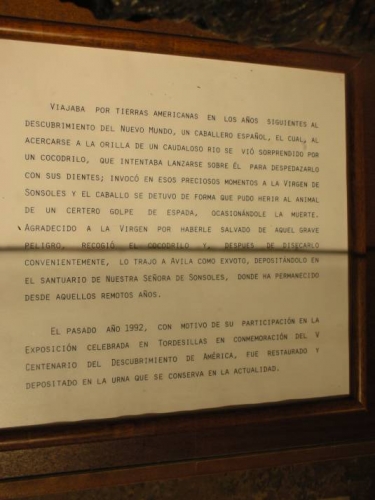 VIAJABA POR TIERRAS AMERICANAS EN LOS AÑOS SIGUIENTES AL
DESCUBRIMIENTO DEL NUEVO MUNDO, UN CABALLERO ESPAÑOL, EL CUAL, AL
ACERCARSE A LA ORILLA DE UN CAUDALOSO RIO SE VIÓ SORPRENDIDO POR
UN COCODRILO, QUE INTENTABA LANZARSE SOBRE ÉL PARA DESPEDAZARLO
CON SUS DIENTES; INVOCÓ EN ESOS PRECIOSOS MOMENTOS A LA VIRGEN DE
SONSOLES Y EL CABALLO SE DETUVO DE FORMA QUE PUDO HERIR AL ANIMAL
DE UN CERTERO GOLPE DE ESPADA, OCASIONÁNDOLE LA MUERTE.
AGRADECIDO A LA VIRGEN POR HABERLE SALVADO DE AQUEL GRAVE
PELIGRO, RECOGIÓ EL COCODRILO Y, DESPUES DE DISECARLO
CONVENIENTEMENTE, LO TRAJO A AVILA COMO EXVOTO, DEPOSITÁNDOLO EN
EL SANTUARIO DE NUESTRA SEÑORA DE SONSOLES, DONDE HA PERMANECIDO
DESDE AQUELLOS REMOTOS AÑOS.
EL PASADO AÑO 1992, CON MOTIVO DE SU PARTICIPACIÓN EN LA
EXPOSICIÓN CELEBRADA EN TORDESILLAS EN CONMEMORACIÓN DEL V
CENTENARIO DEL DESCUBRIMIENTO DE AMÉRICA, FUE RESTAURADO Y
DEPOSITADO EN LA URNA QUE SE CONSERVA EN LA ACTUALIDAD.